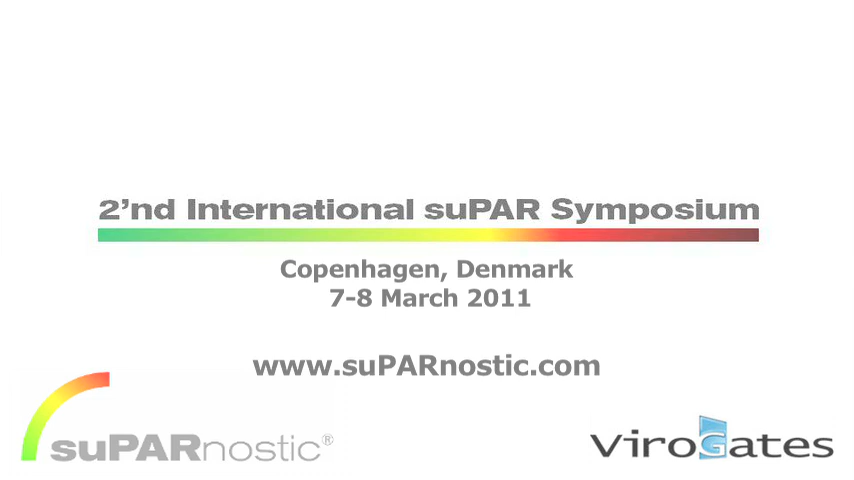 2’nd International suPAR Symposium
Copenhagen, Denmark
7-8 March 2011
www.suPARnostic.com
suPARnostic®
ViroGates